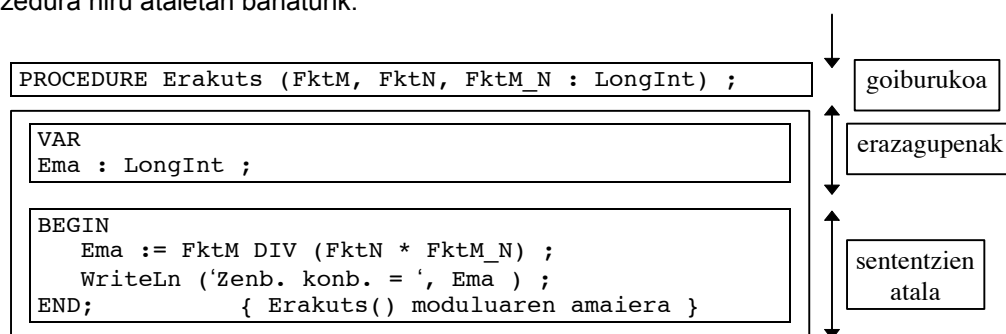 zedura hiru ataletan banaturik:
PROCEDURE Erakuts (FktM, FktN, FktM_N : LongInt) ;
goiburukoa
VAR
Ema : LongInt ;
erazagupenak
BEGIN
Ema := FktM DIV (FktN * FktM_N) ;
WriteLn (‘Zenb. konb. = ‘, Ema ) ;
END; { Erakuts() moduluaren amaiera }
sententzien
atala